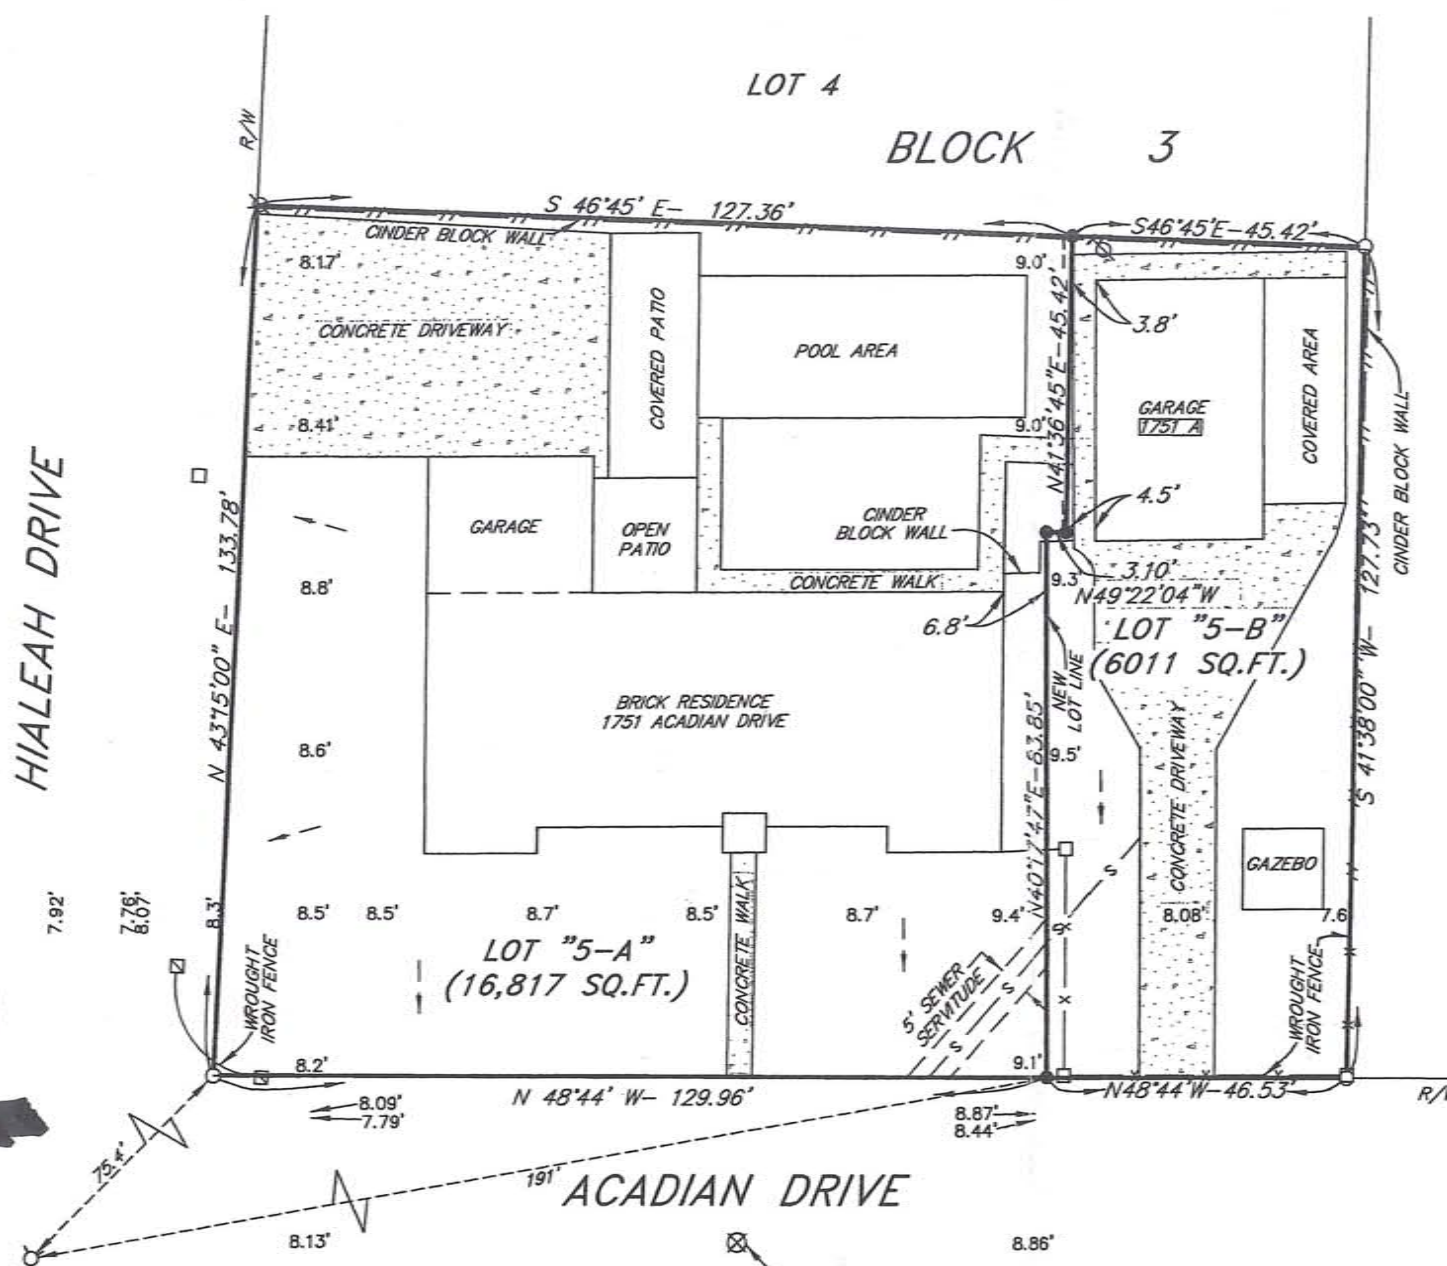 LOT 4
BLOCK 3
R/W
S 46°45' E- 127.36'
S46°45'E-45.42'
CINDER BLOCK WALL
8.17'
9.0'
CONCRETE DRIVEWAY
COVERED PATIO
POOL AREA
N41°36'45"E-45.42'
3.8'
GARAGE
1751 A
COVERED AREA
CINDER BLOCK WALL
8.41'
9.0'
HIALEAH DRIVE
N 43°15'00" E- 133.78'
GARAGE
OPEN
PATIO
CINDER
BLOCK WALL
4.5'
8.8'
CONCRETE WALK
9.3'
3.10'
N49°22'04"W
6.8'
LOT "5-B"
(6011 SQ.FT.)
NEW
LOT LINE
S 41°38'00" W- 127.73'
BRICK RESIDENCE
1751 ACADIAN DRIVE
8.6'
9.5'
N40°17'47"E-83.85'
CONCRETE DRIVEWAY
GAZEBO
7.92'
7.76'
8.07'
8.3'
8.5'
8.5'
8.7'
8.5'
8.7'
9.4'
8.08'
7.6
LOT "5-A"
(16,817 SQ.FT.)
CONCRETE WALK
WROUGHT
IRON FENCE
5' SEWER
SERVITUDE
S
S
S
S
WROUGHT
IRON FENCE
8.2'
9.1'
N 48°44' W- 129.96'
N48°44'W-46.53'
R/W
8.09'
7.79'
8.87'
8.44'
75.4'
191'
ACADIAN DRIVE
8.13'
8.86'